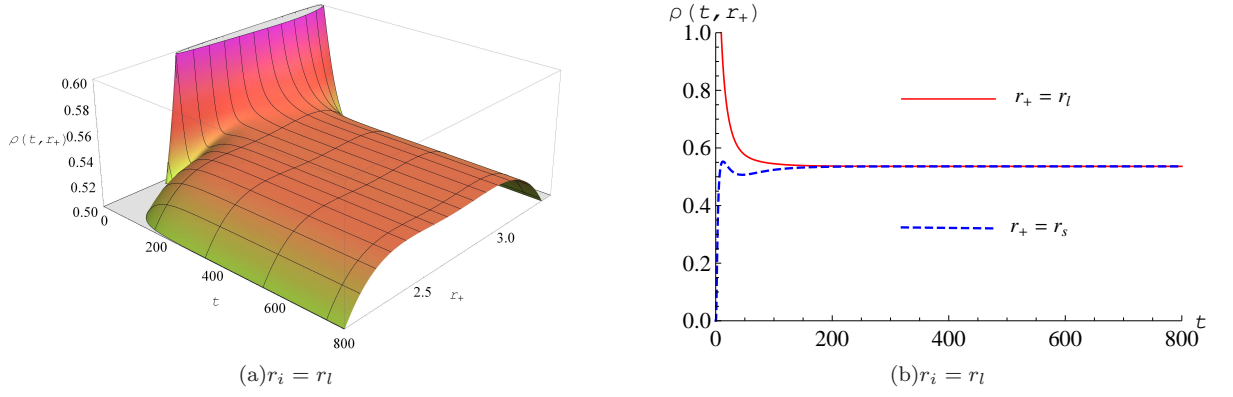 0.60
0.58
ρ(t,r₊) 0.56
0.54
0.52
0.50
0
200
400
600
800
t
2.5
3.0
r₊
(a)rᵢ = rₗ
ρ(t,r₊)
1.0
0.8
0.6
0.4
0.2
0.0
r₊ = rₗ
r₊ = rₛ
0 200 400 600 800 t
(b)rᵢ = rₗ